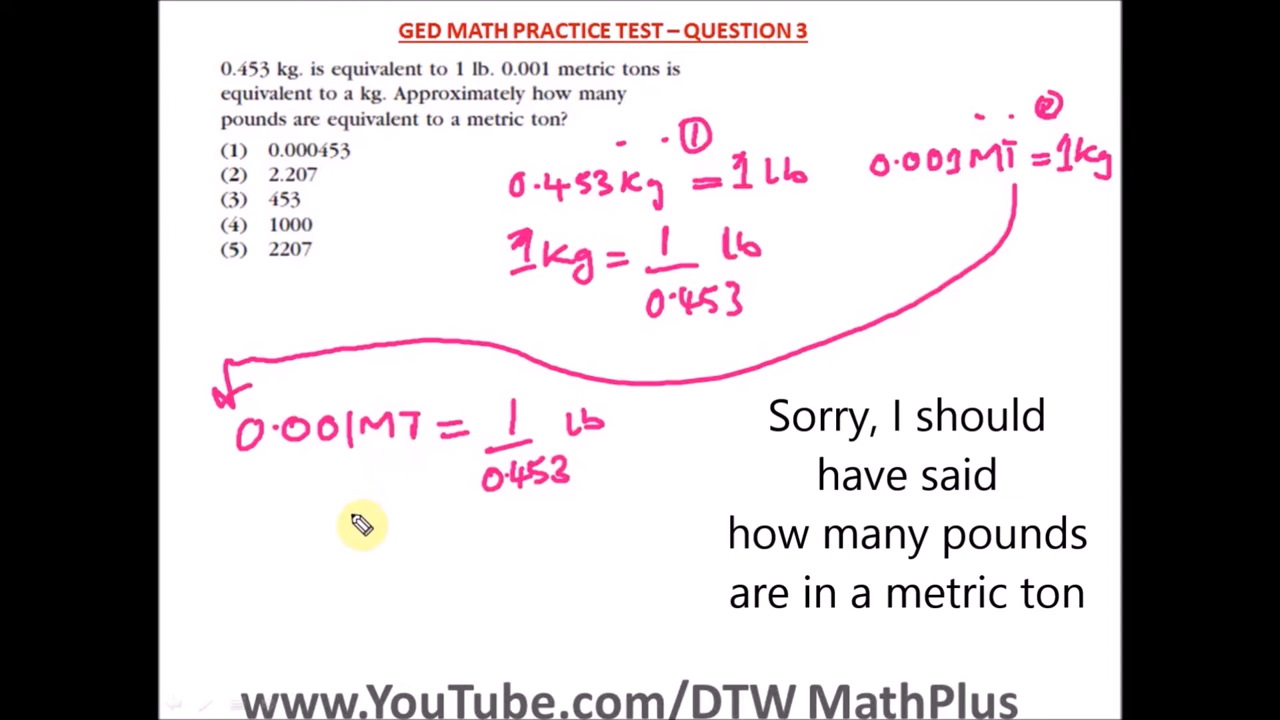 GED MATH PRACTICE TEST – QUESTION 3
0.453 kg. is equivalent to 1 lb. 0.001 metric tons is
equivalent to a kg. Approximately how many
pounds are equivalent to a metric ton?
(1) 0.000453
(2) 2.207
(3) 453
(4) 1000
(5) 2207
①
0.453 Kg = 1 lb
②
0.001 MT = 1 Kg
1 Kg = 1/0.453 lb
0.001 MT = 1/0.453 lb
Sorry, I should
have said
how many pounds
are in a metric ton
www.YouTube.com/DTW MathPlus